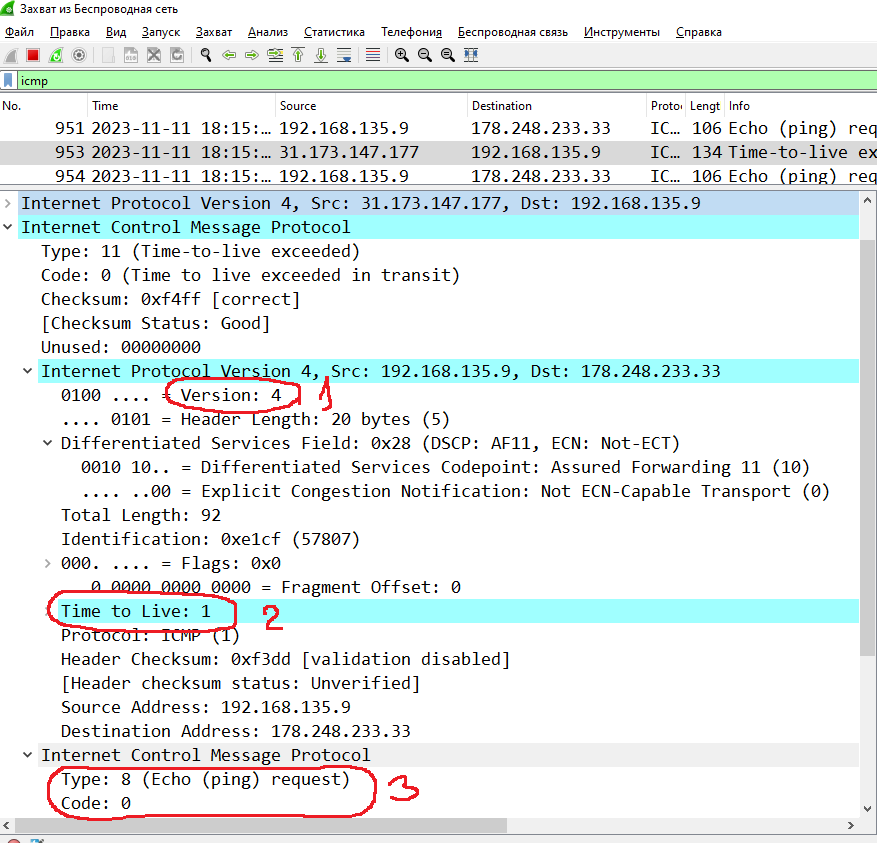 Захват из Беспроводная сеть
Файл Правка Вид Запуск Захват Анализ Статистика Телефония Беспроводная связь Инструменты Справка
icmp
No. Time Source Destination Proto Lengt Info
951 2023-11-11 18:15:… 192.168.135.9 178.248.233.33 IC… 106 Echo (ping) req
953 2023-11-11 18:15:… 31.173.147.177 192.168.135.9 IC… 134 Time-to-live ex
954 2023-11-11 18:15:… 192.168.135.9 178.248.233.33 IC… 106 Echo (ping) req
Internet Protocol Version 4, Src: 31.173.147.177, Dst: 192.168.135.9
Internet Control Message Protocol
Type: 11 (Time-to-live exceeded)
Code: 0 (Time to live exceeded in transit)
Checksum: 0xf4ff [correct]
[Checksum Status: Good]
Unused: 00000000
Internet Protocol Version 4, Src: 192.168.135.9, Dst: 178.248.233.33
0100 .... = Version: 4 1
.... 0101 = Header Length: 20 bytes (5)
Differentiated Services Field: 0x28 (DSCP: AF11, ECN: Not-ECT)
0010 10.. = Differentiated Services Codepoint: Assured Forwarding 11 (10)
.... ..00 = Explicit Congestion Notification: Not ECN-Capable Transport (0)
Total Length: 92
Identification: 0xe1cf (57807)
000. .... = Flags: 0x0
...0 0000 0000 0000 = Fragment Offset: 0
Time to Live: 1 2
Protocol: ICMP (1)
Header Checksum: 0xf3dd [validation disabled]
[Header checksum status: Unverified]
Source Address: 192.168.135.9
Destination Address: 178.248.233.33
Internet Control Message Protocol
Type: 8 (Echo (ping) request) 3
Code: 0